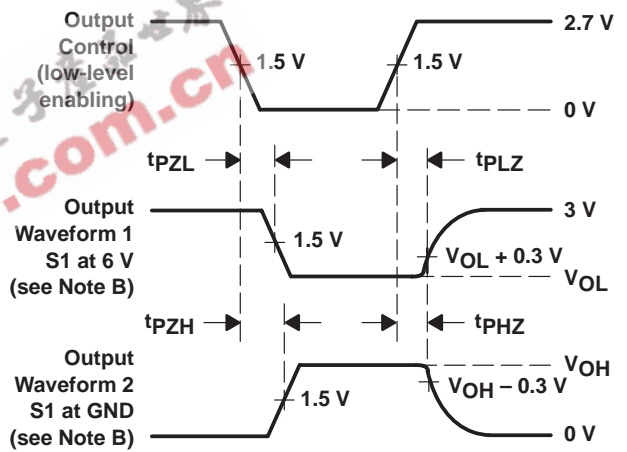 Output
Control
(low-level
enabling)
1.5 V
1.5 V
2.7 V
0 V
tPZL
tPLZ
Output
Waveform 1
S1 at 6 V
(see Note B)
1.5 V
3 V
VOL + 0.3 V
VOL
tPZH
tPHZ
Output
Waveform 2
S1 at GND
(see Note B)
1.5 V
VOH
VOH – 0.3 V
0 V
.com.cn